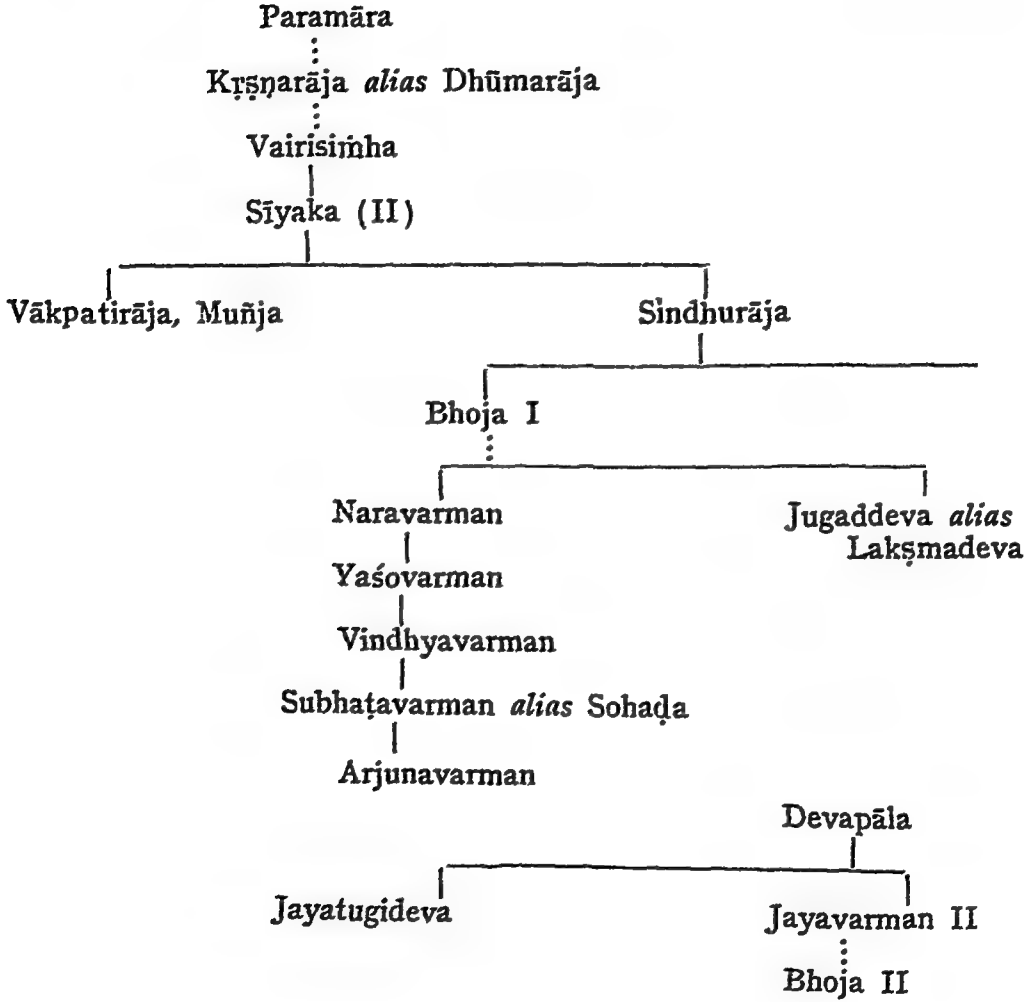 Paramāra
Kṛṣṇarāja alias Dhūmarāja
Vairisiṁha
Sīyaka (II)
Vākpatirāja, Muñja
Sindhurāja
Bhoja I
Naravarman
Jugaddeva alias
Lakṣmadeva
Yaśovarman
Vindhyavarman
Subhaṭavarman alias Sohaḍa
Arjunavarman
Devapāla
Jayatugideva
Jayavarman II
Bhoja II